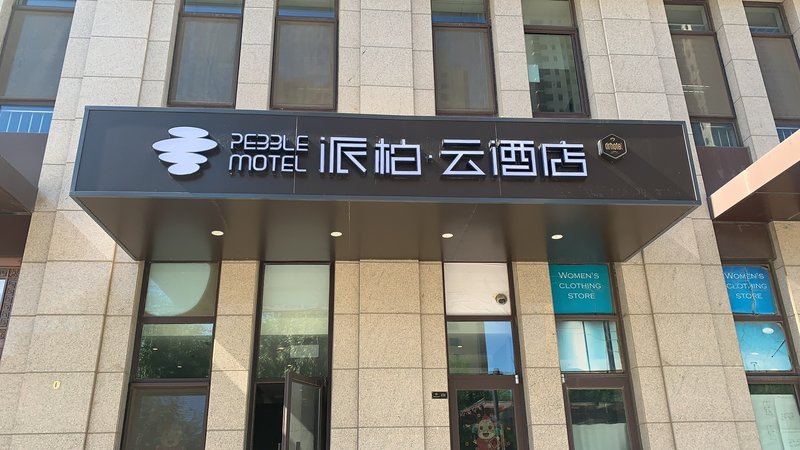 PEBBLE
MOTEL
派柏·云酒店
WOMEN'S
CLOTHING
STORE
WOMEN'S
CLOTHING
STORE